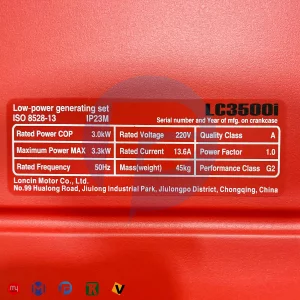 Low-power generating set LC3500i
ISO 8528-13 IP23M Serial number and Year of mfg. on crankcase
Rated Power COP 3.0kW Rated Voltage 220V Quality Class A
Maximum Power MAX 3.3kW Rated Current 13.6A Power Factor 1.0
Rated Frequency 50Hz Mass(weight) 45kg Performance Class G2
Loncin Motor Co., Ltd.
No.99 Hualong Road, Jiulong Industrial Park, Jiulongpo District, Chongqing, China